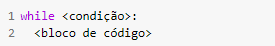 1 while <condição>:
2   <bloco de código>